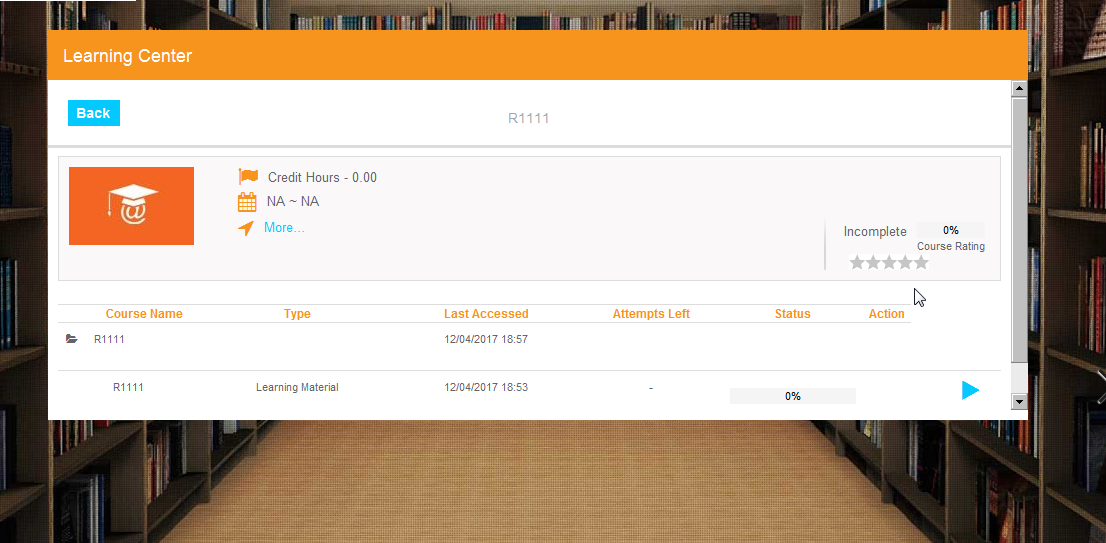 Learning Center
Back
R1111
Credit Hours - 0.00
NA ~ NA
More...
Incomplete 0%
Course Rating
Course Name Type Last Accessed Attempts Left Status Action
R1111 12/04/2017 18:57
R1111 Learning Material 12/04/2017 18:53 - 0%